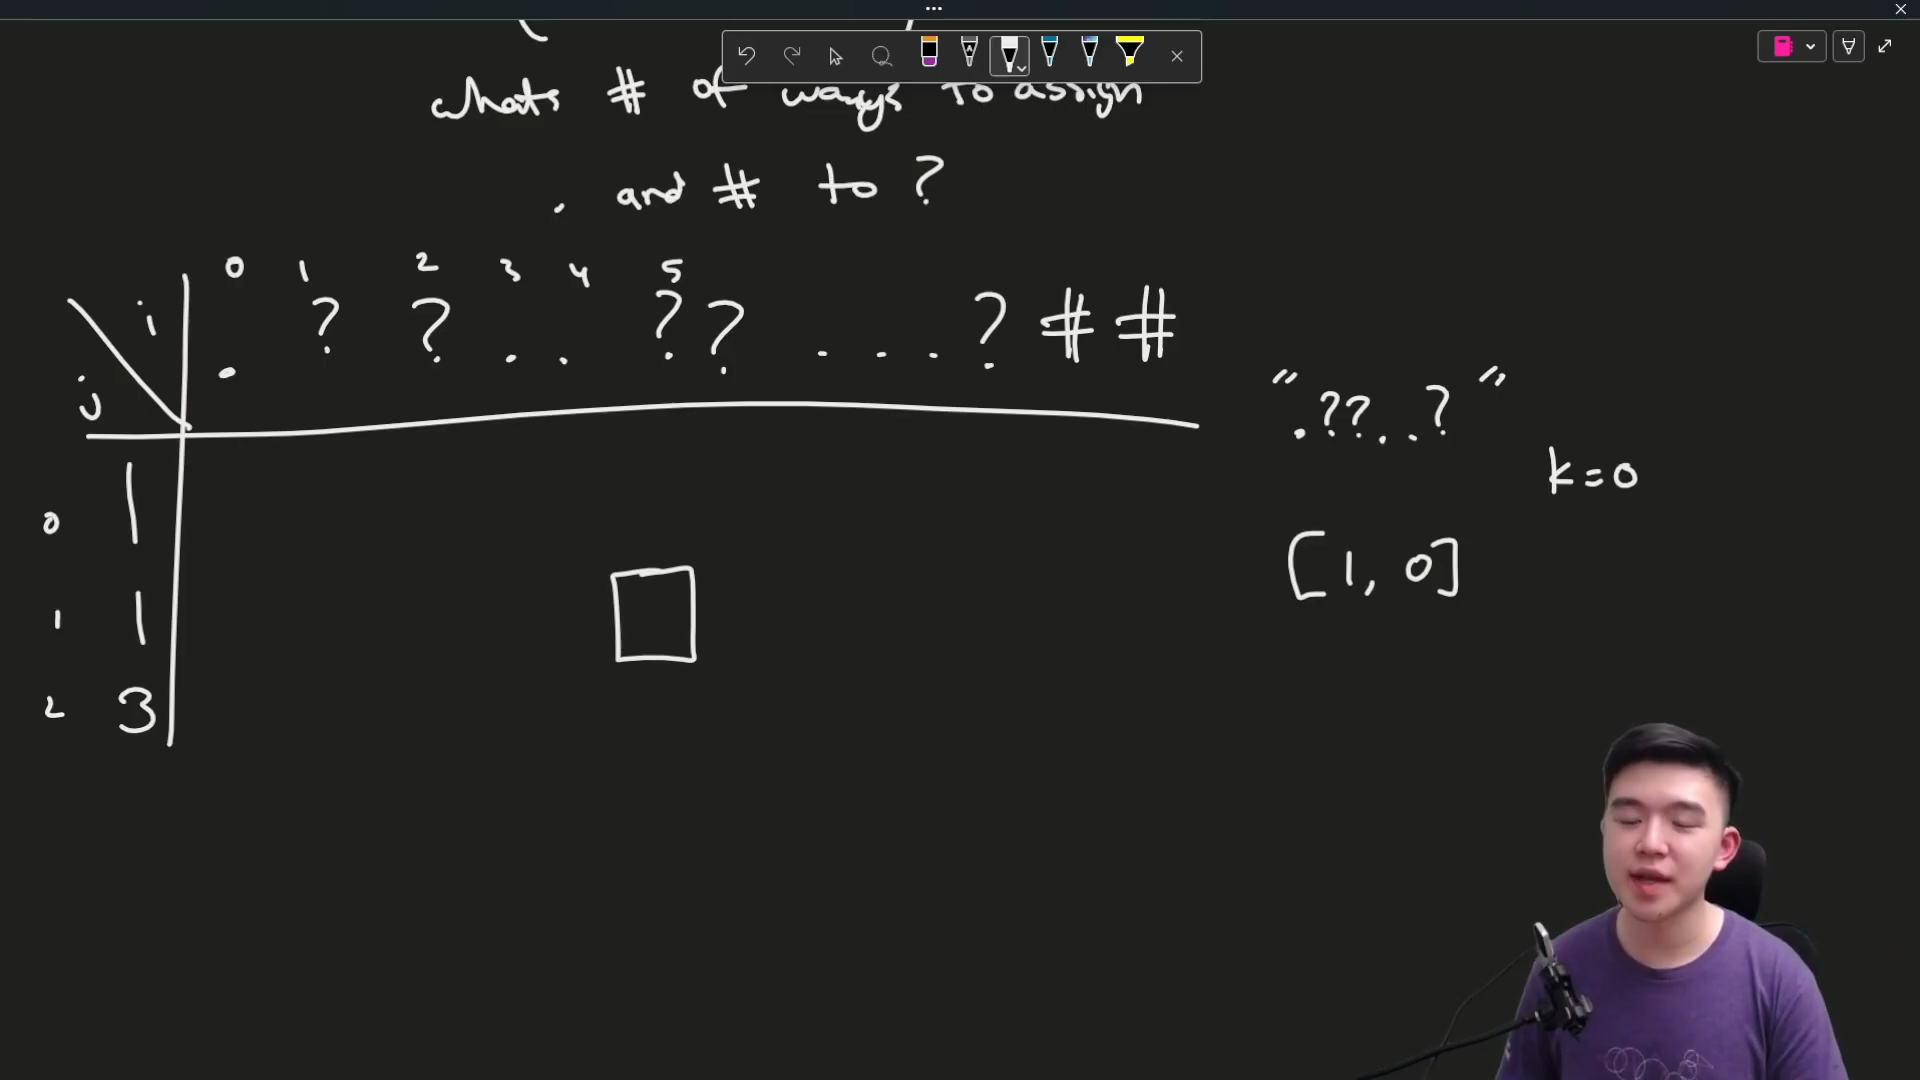 whats # of ways to assign
. and # to ?
0 1 2 3 4 5
i . ? ? . . ? ? . . . ? # #
j
" . ? ? . . ? "
k = 0
0 1
[1, 0]
1 1
2 3